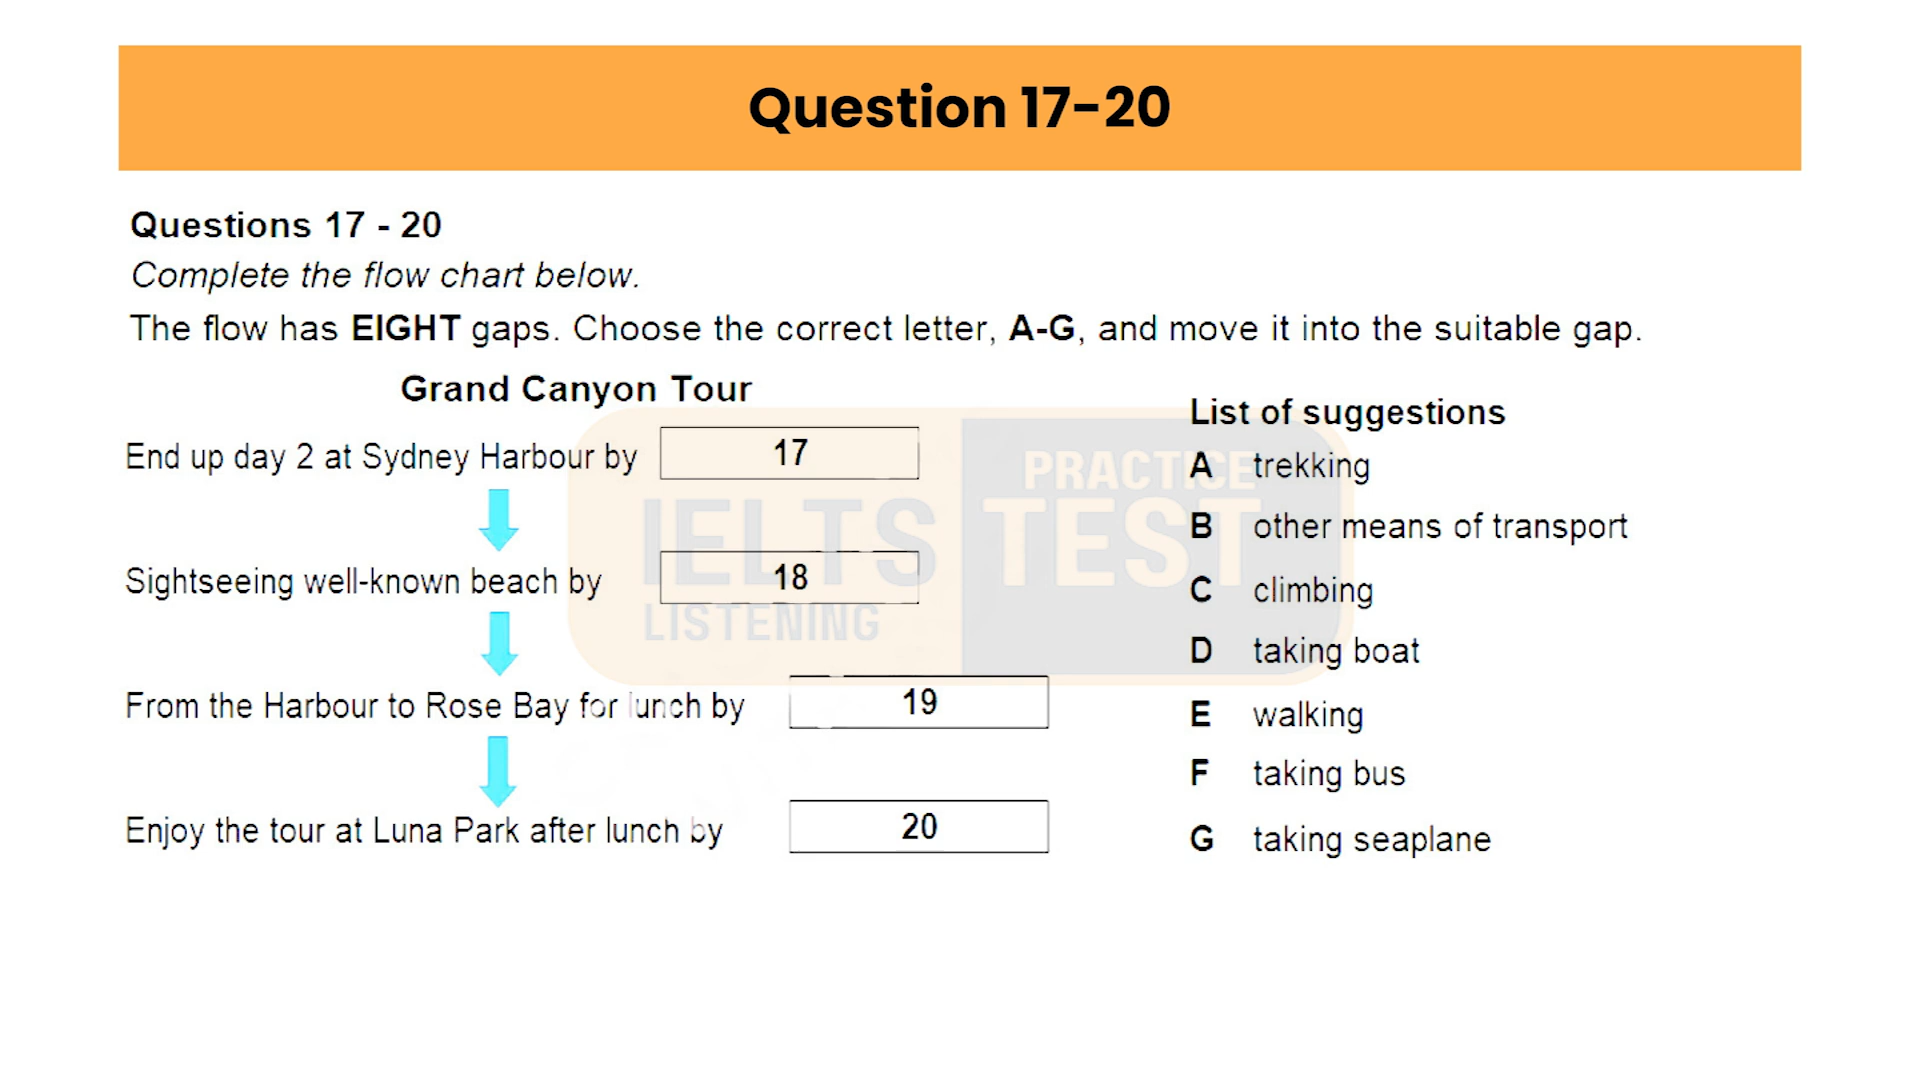 Question 17-20
Questions 17 - 20
Complete the flow chart below.
The flow has EIGHT gaps. Choose the correct letter, A-G, and move it into the suitable gap.
Grand Canyon Tour
End up day 2 at Sydney Harbour by 17
Sightseeing well-known beach by 18
From the Harbour to Rose Bay for lunch by 19
Enjoy the tour at Luna Park after lunch by 20
List of suggestions
A trekking
B other means of transport
C climbing
D taking boat
E walking
F taking bus
G taking seaplane
IELTS
LISTENING
PRACTICE
TEST